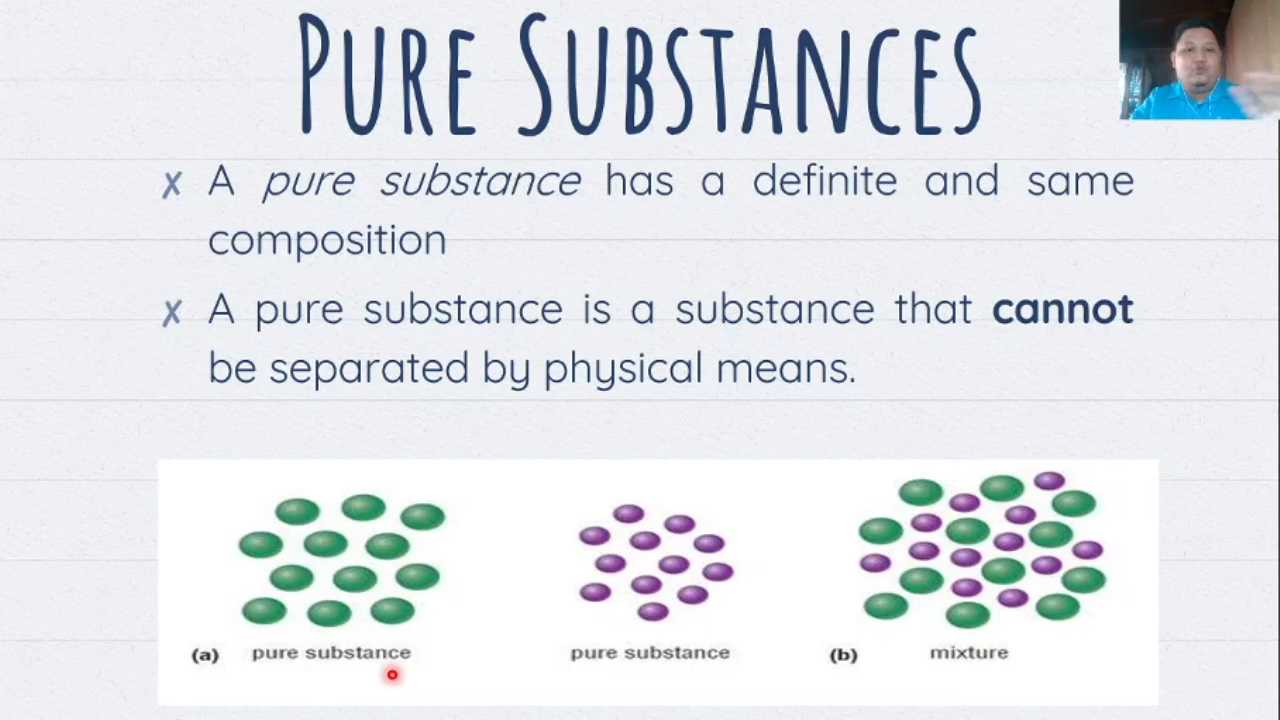 PURE SUBSTANCES
✗ A pure substance has a definite and same
composition
✗ A pure substance is a substance that cannot
be separated by physical means.
(a) pure substance pure substance (b) mixture